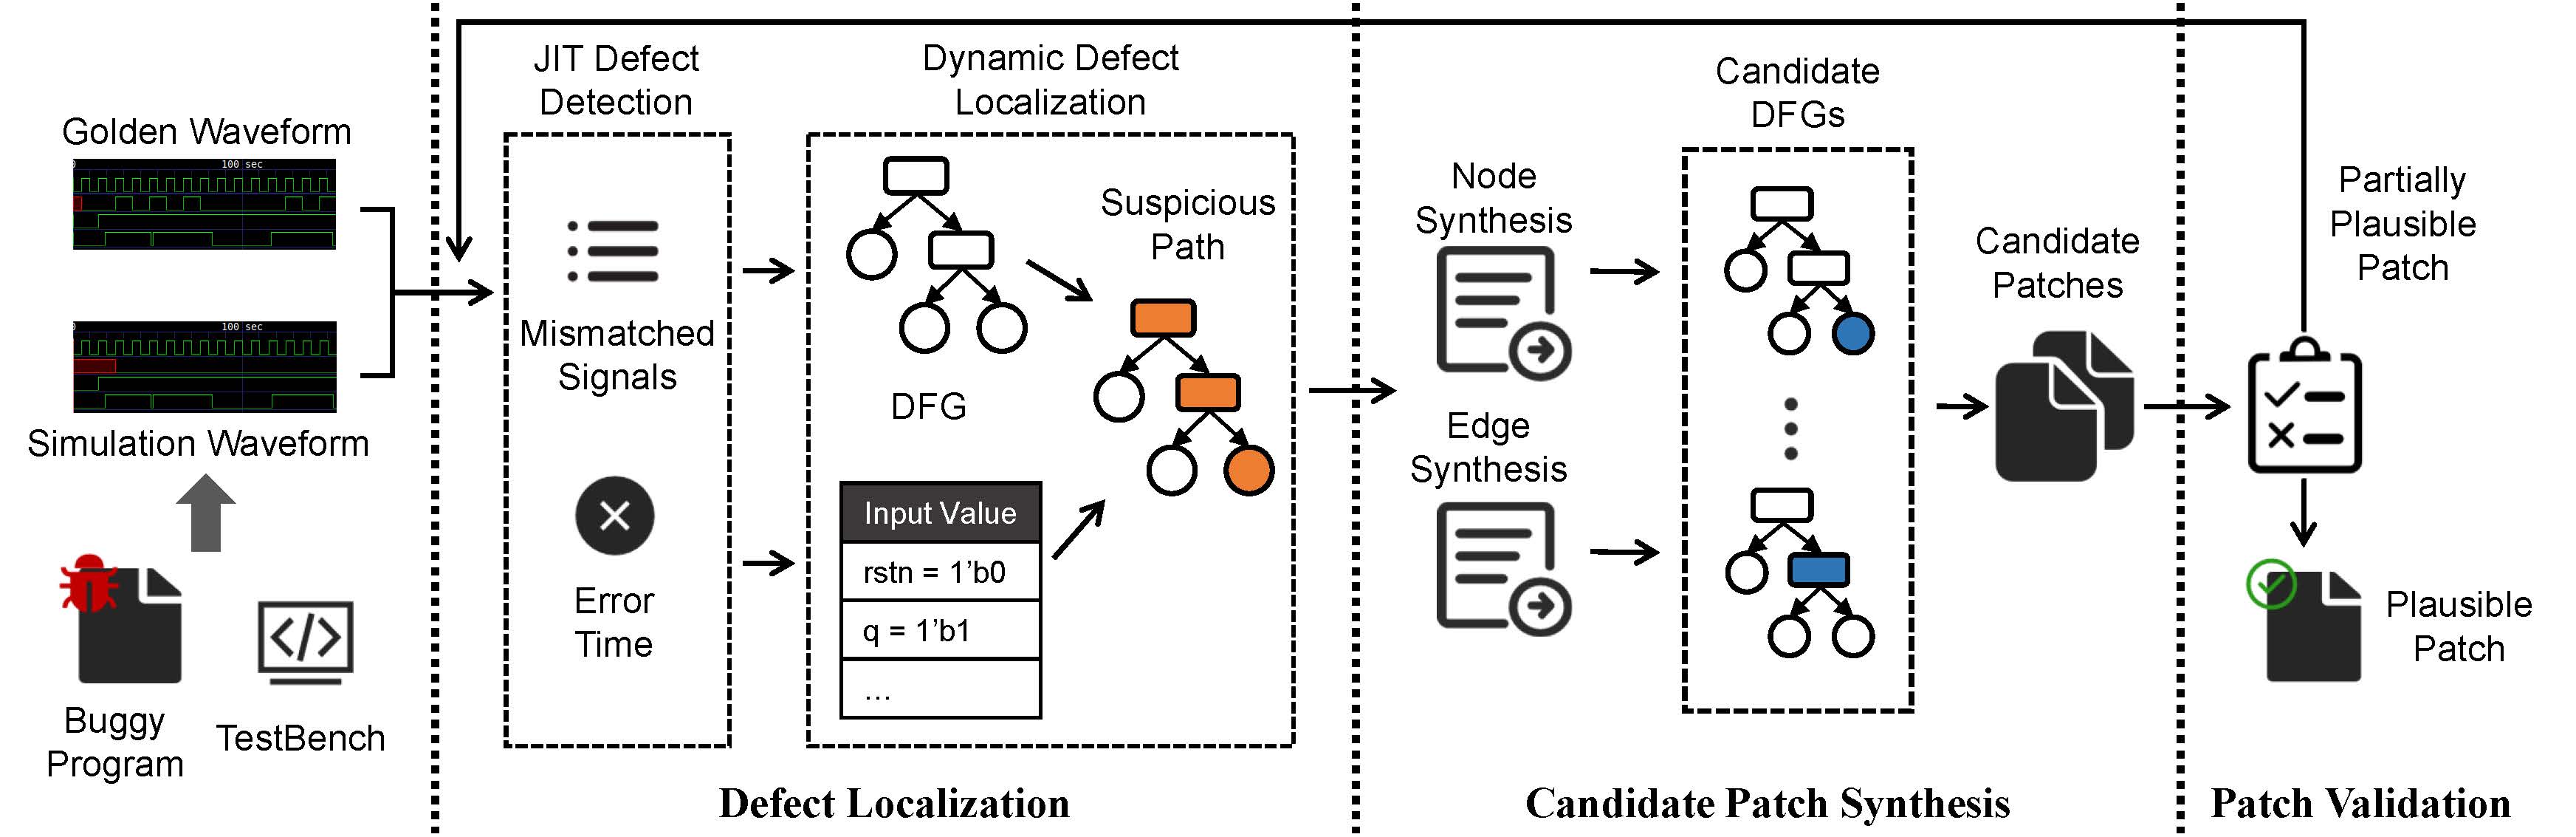 Golden Waveform
100 sec
100 sec
Simulation Waveform
Buggy
Program
TestBench
JIT Defect
Detection
Mismatched
Signals
Error
Time
Dynamic Defect
Localization
DFG
Suspicious
Path
Input Value
rstn = 1’b0
q = 1’b1
...
Defect Localization
Node
Synthesis
Edge
Synthesis
Candidate
DFGs
Candidate
Patches
Candidate Patch Synthesis
Partially
Plausible
Patch
Plausible
Patch
Patch Validation